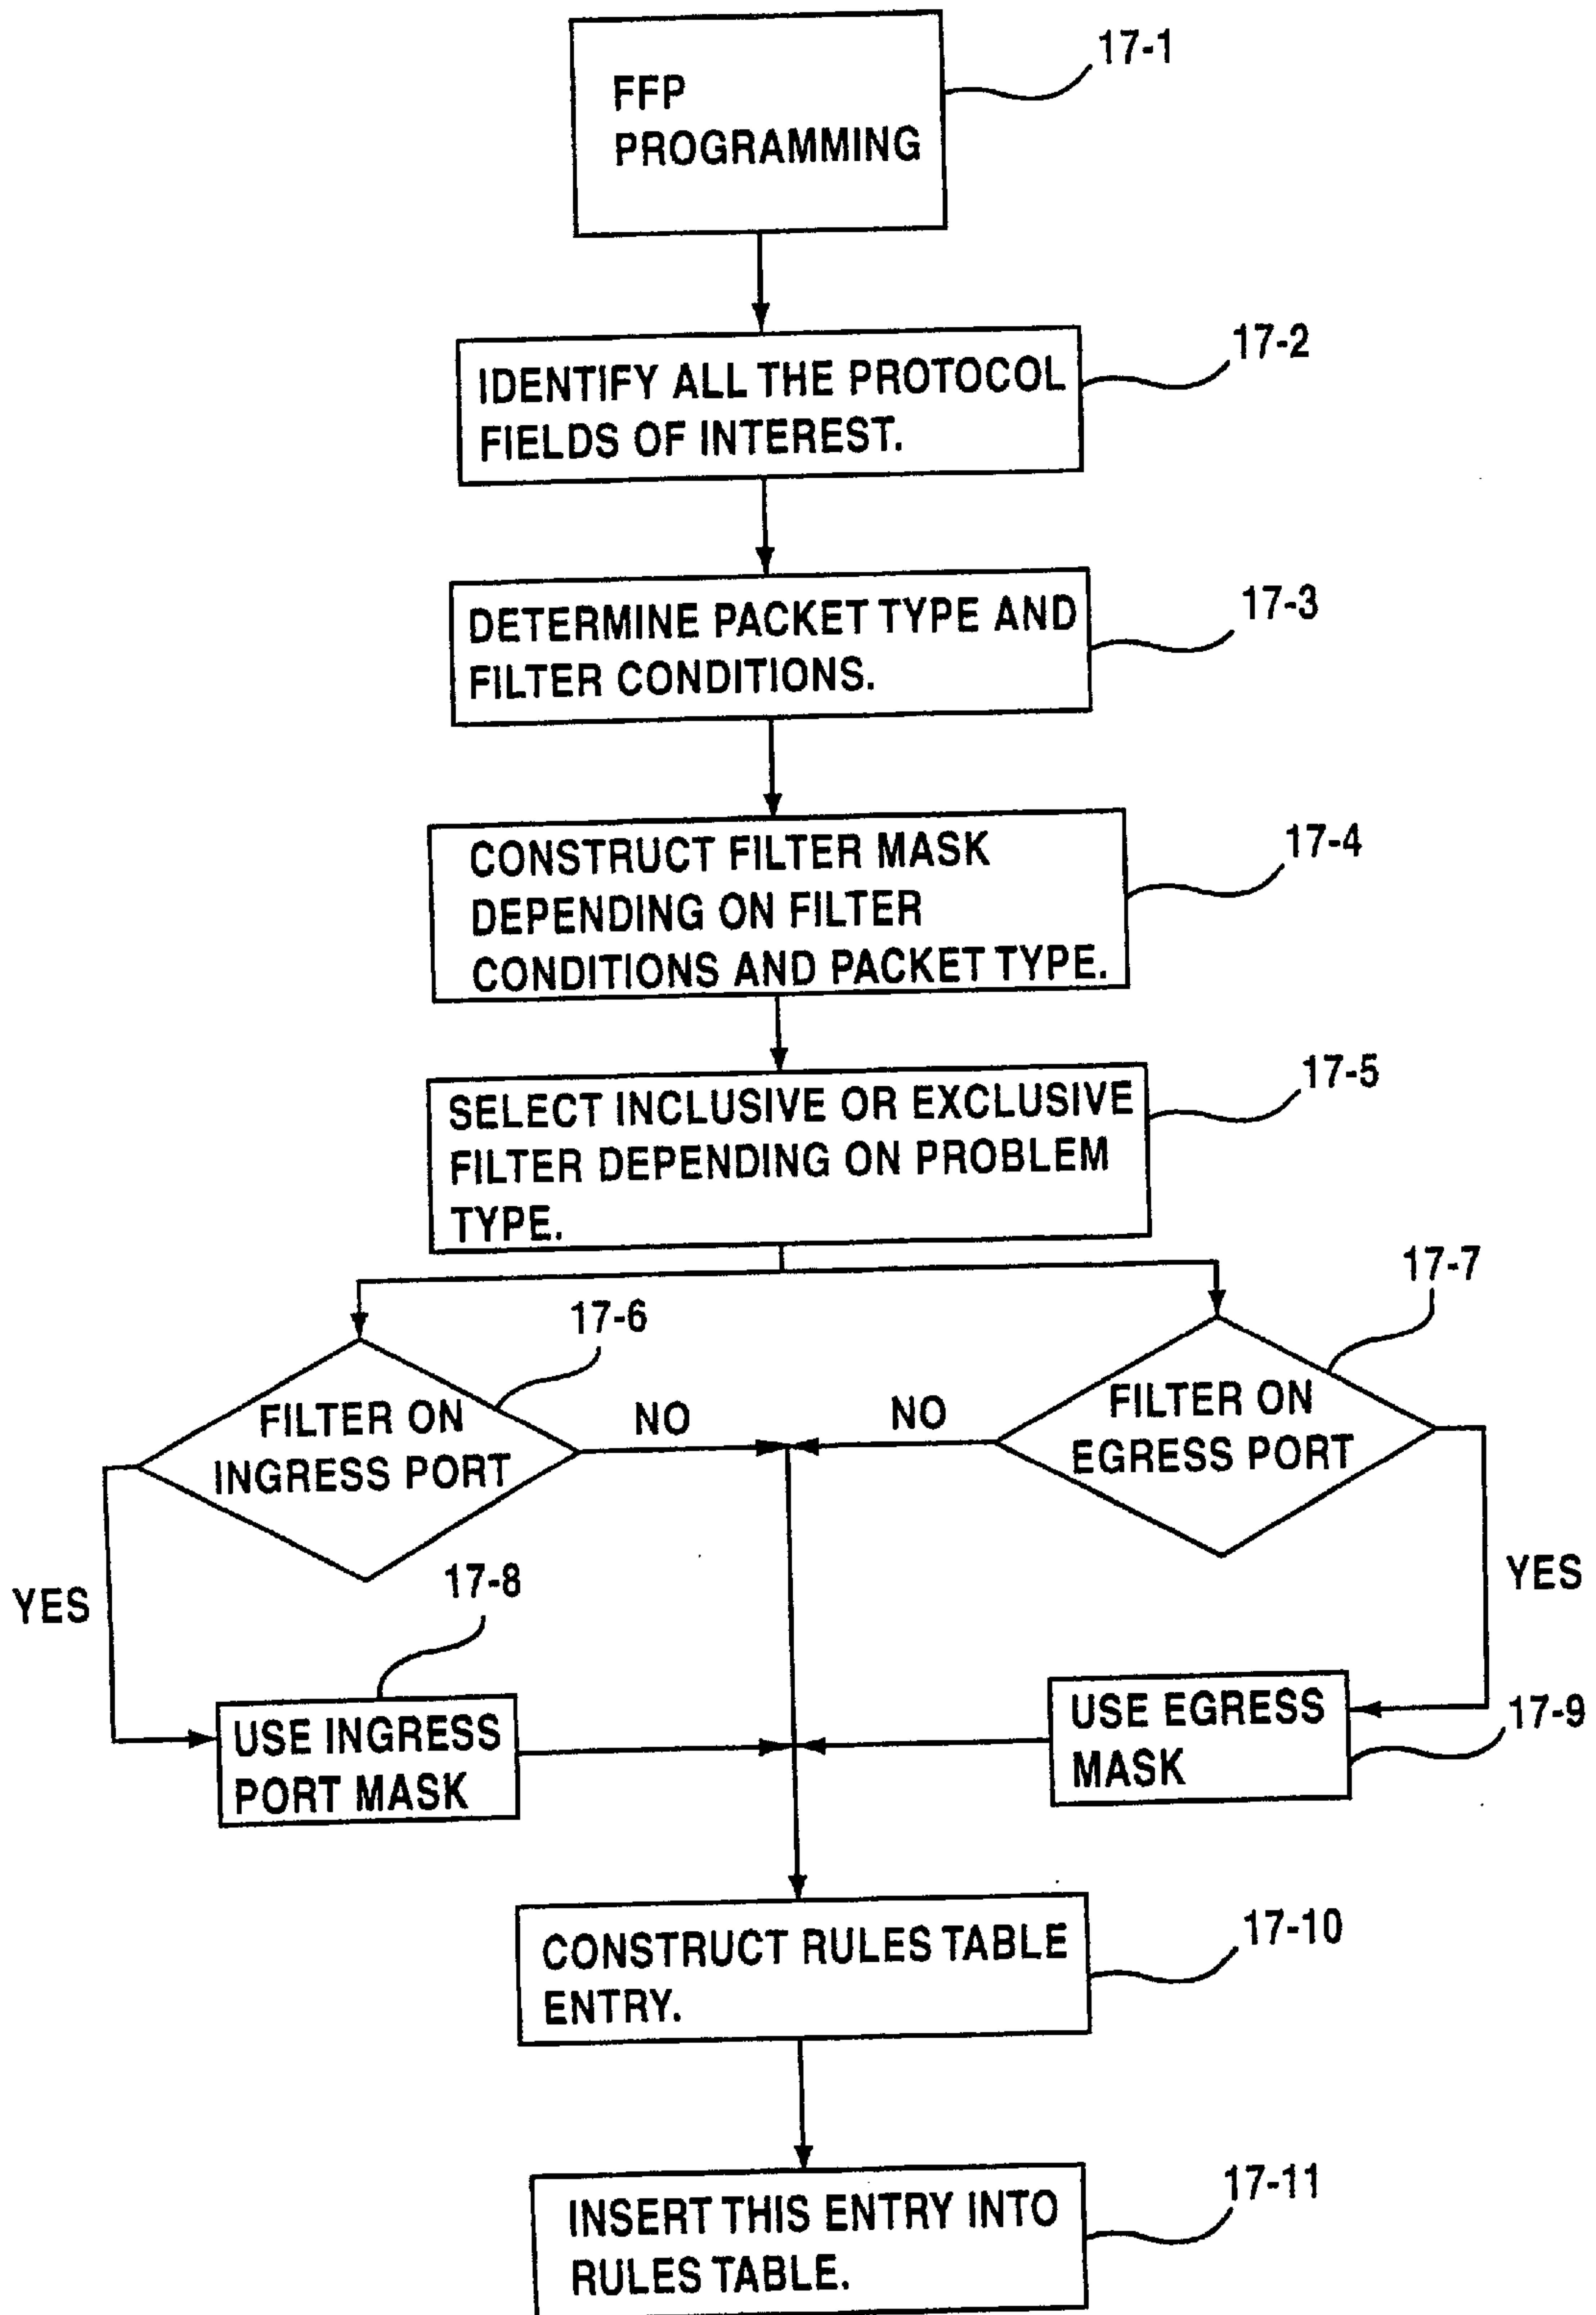 FFP
PROGRAMMING
17-1
IDENTIFY ALL THE PROTOCOL
FIELDS OF INTEREST.
17-2
DETERMINE PACKET TYPE AND
FILTER CONDITIONS.
17-3
CONSTRUCT FILTER MASK
DEPENDING ON FILTER
CONDITIONS AND PACKET TYPE.
17-4
SELECT INCLUSIVE OR EXCLUSIVE
FILTER DEPENDING ON PROBLEM
TYPE.
17-5
17-6
FILTER ON
INGRESS PORT
NO
YES
17-7
FILTER ON
EGRESS PORT
NO
YES
17-8
USE INGRESS
PORT MASK
USE EGRESS
MASK
17-9
CONSTRUCT RULES TABLE
ENTRY.
17-10
INSERT THIS ENTRY INTO
RULES TABLE.
17-11